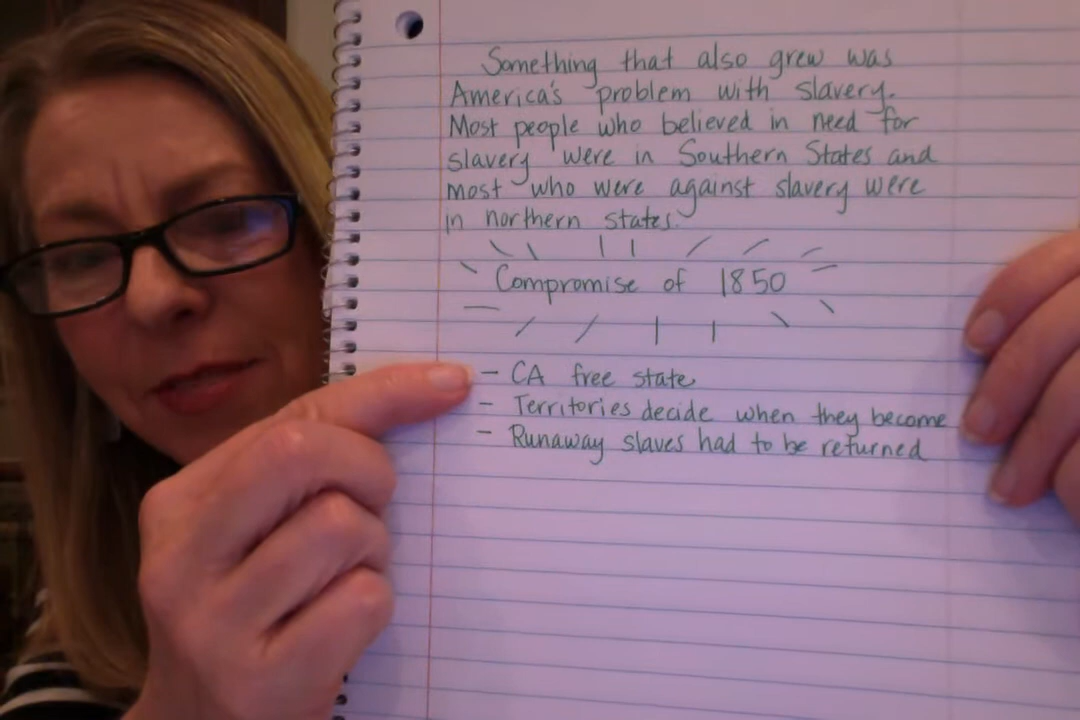 Something that also grew was
America's problem with slavery.
Most people who believed in need for
slavery were in Southern States and
most who were against slavery were
in northern states.
Compromise of 1850
- CA free state
- Territories decide when they become
- Runaway slaves had to be returned